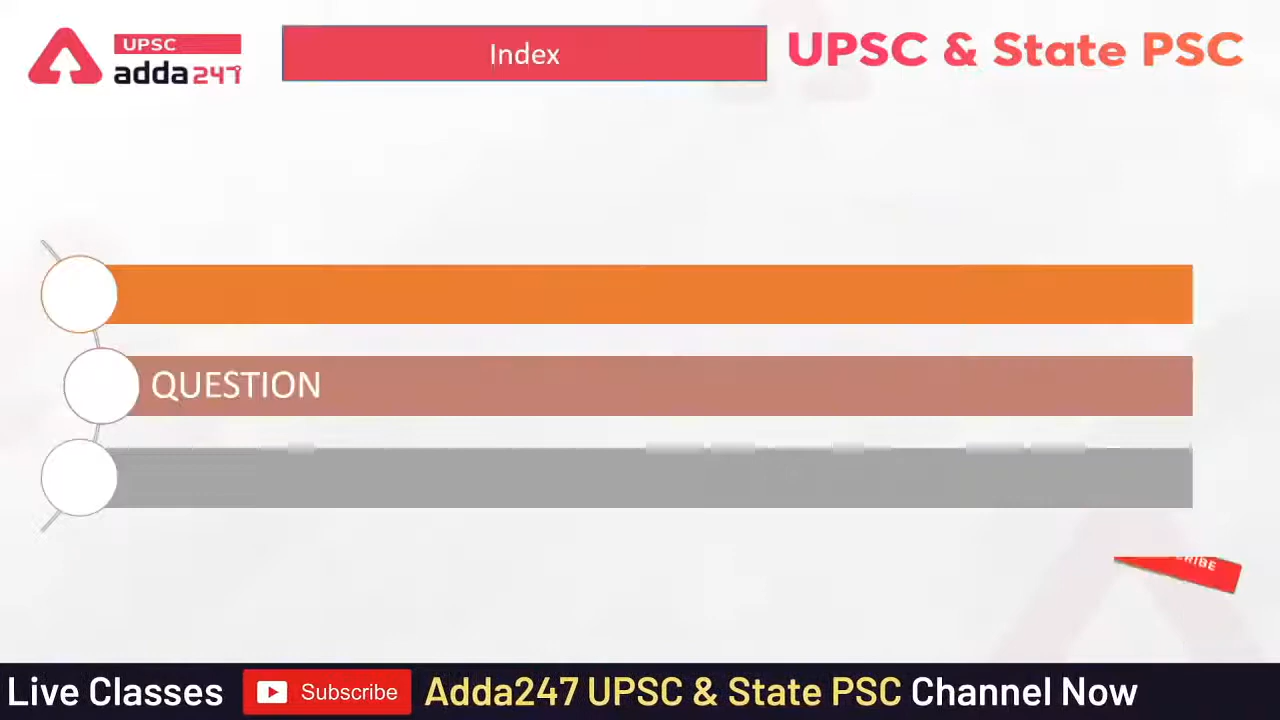 UPSC
adda247
Index
UPSC & State PSC
QUESTION
Live Classes Subscribe Adda247 UPSC & State PSC Channel Now